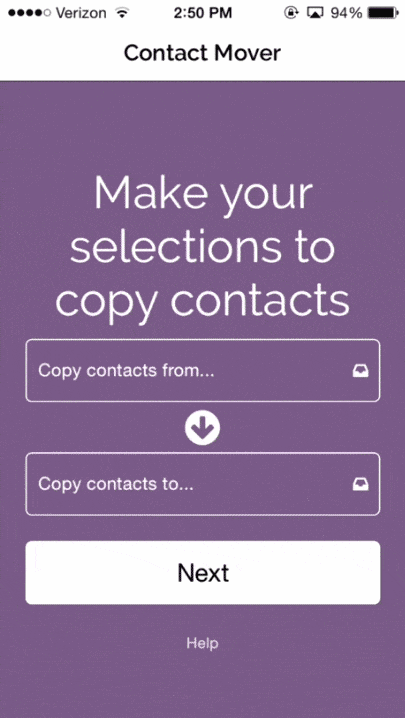 Verizon 2:50 PM 94%
Contact Mover
Make your
selections to
copy contacts
Copy contacts from...
Copy contacts to...
Next
Help